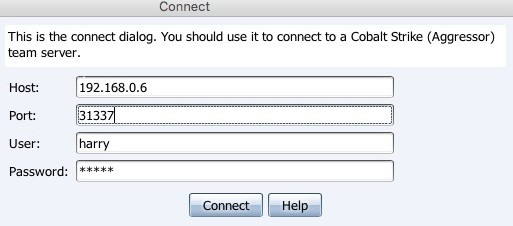 Connect
This is the connect dialog. You should use it to connect to a Cobalt Strike (Aggressor)
team server.
Host: 192.168.0.6
Port: 31337
User: harry
Password: *****
Connect Help